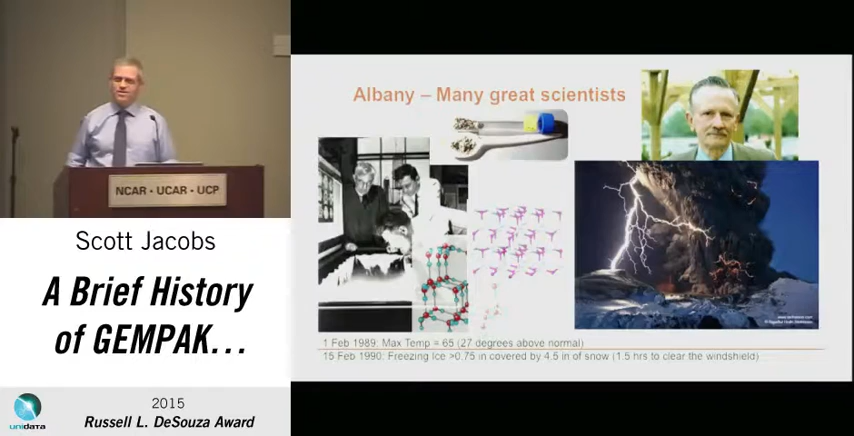 NCAR • UCAR • UCP
Scott Jacobs
A Brief History
of GEMPAK...
2015
Russell L. DeSouza Award
unidata
Albany – Many great scientists
1 Feb 1989: Max Temp = 65 (27 degrees above normal)
15 Feb 1990: Freezing Ice >0.75 in covered by 4.5 in of snow (1.5 hrs to clear the windshield)